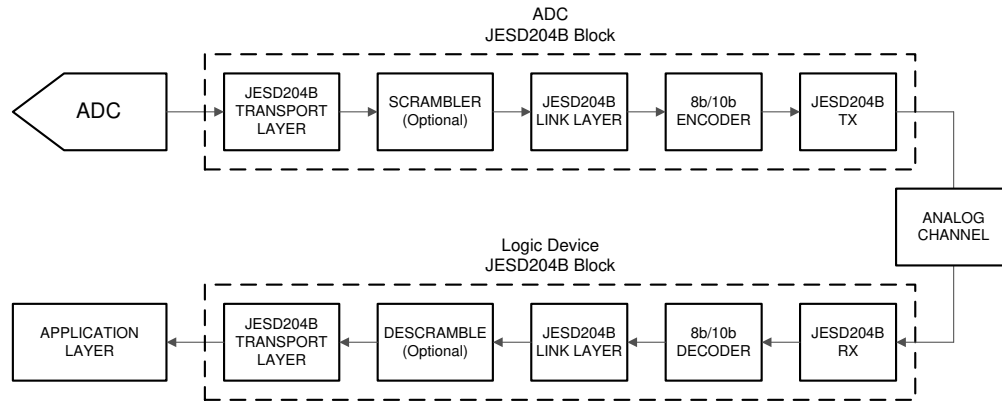 ADC
JESD204B Block
ADC
JESD204B
TRANSPORT
LAYER
SCRAMBLER
(Optional)
JESD204B
LINK LAYER
8b/10b
ENCODER
JESD204B
TX
ANALOG
CHANNEL
Logic Device
JESD204B Block
APPLICATION
LAYER
JESD204B
TRANSPORT
LAYER
DESCRAMBLE
(Optional)
JESD204B
LINK LAYER
8b/10b
DECODER
JESD204B
RX